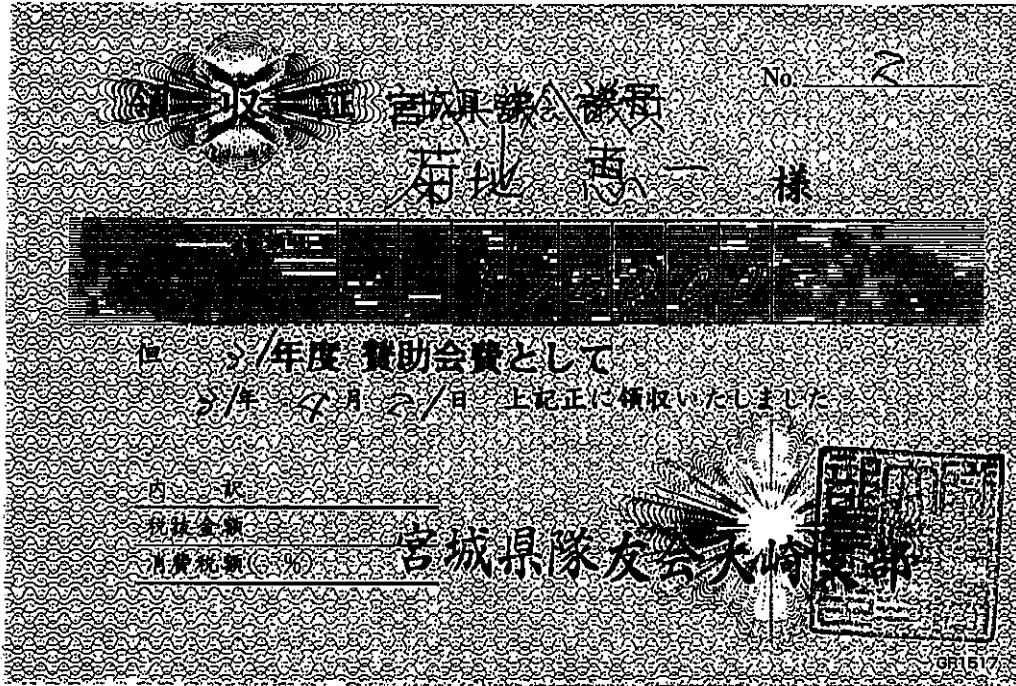 領収証
No. 2
宮城県議会議員
菊地 恵一 様
但 31年度 賛助会費として
31年 4月 21日 上記正に領収いたしました
内 訳
税抜金額
消費税額( %)
宮城県隊友会大崎支部
GR1517